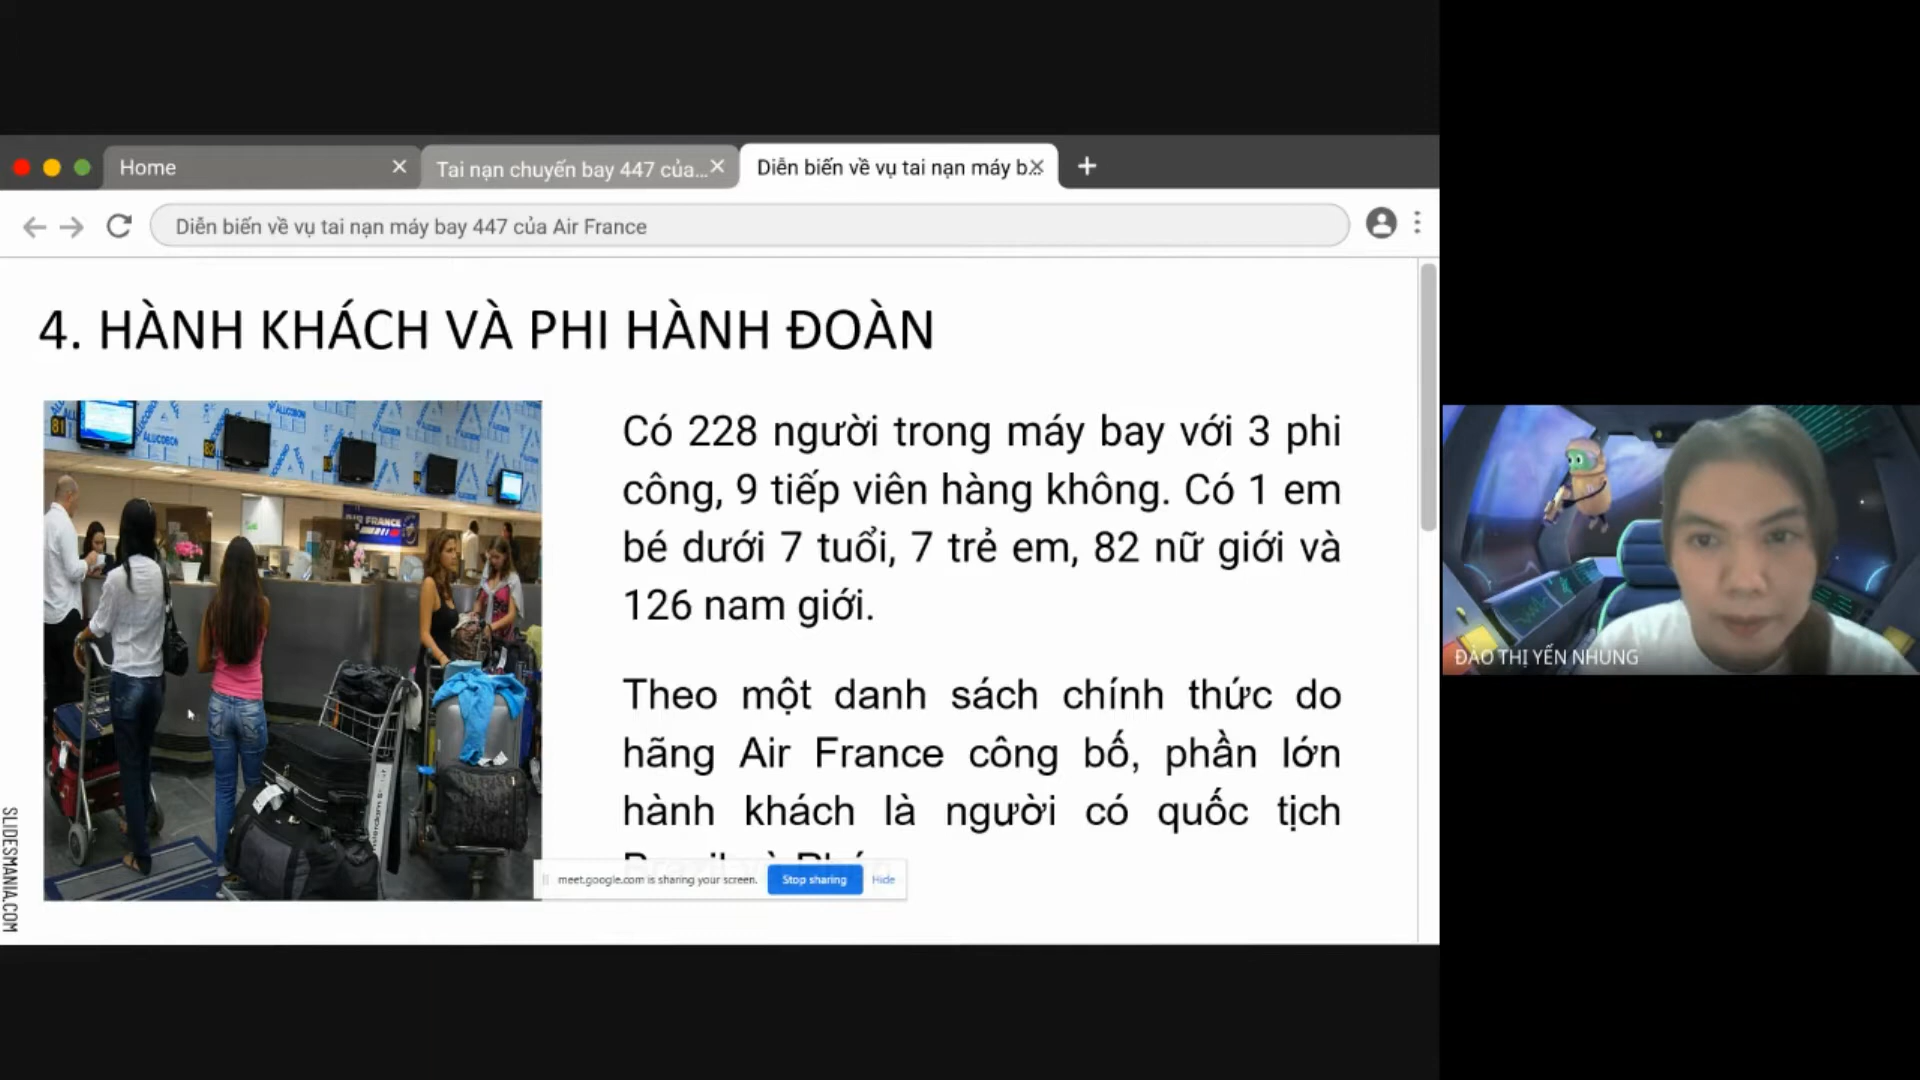 Home
Tai nạn chuyến bay 447 của...
Diễn biến về vụ tai nạn máy b...
Diễn biến về vụ tai nạn máy bay 447 của Air France
4. HÀNH KHÁCH VÀ PHI HÀNH ĐOÀN
81
ALUCOBOND
82
AIR FRANCE
Có 228 người trong máy bay với 3 phi
công, 9 tiếp viên hàng không. Có 1 em
bé dưới 7 tuổi, 7 trẻ em, 82 nữ giới và
126 nam giới.
Theo một danh sách chính thức do
hãng Air France công bố, phần lớn
hành khách là người có quốc tịch
meet.google.com is sharing your screen.
Stop sharing
Hide
SLIDESMANIA.COM
ĐÀO THỊ YẾN NHUNG